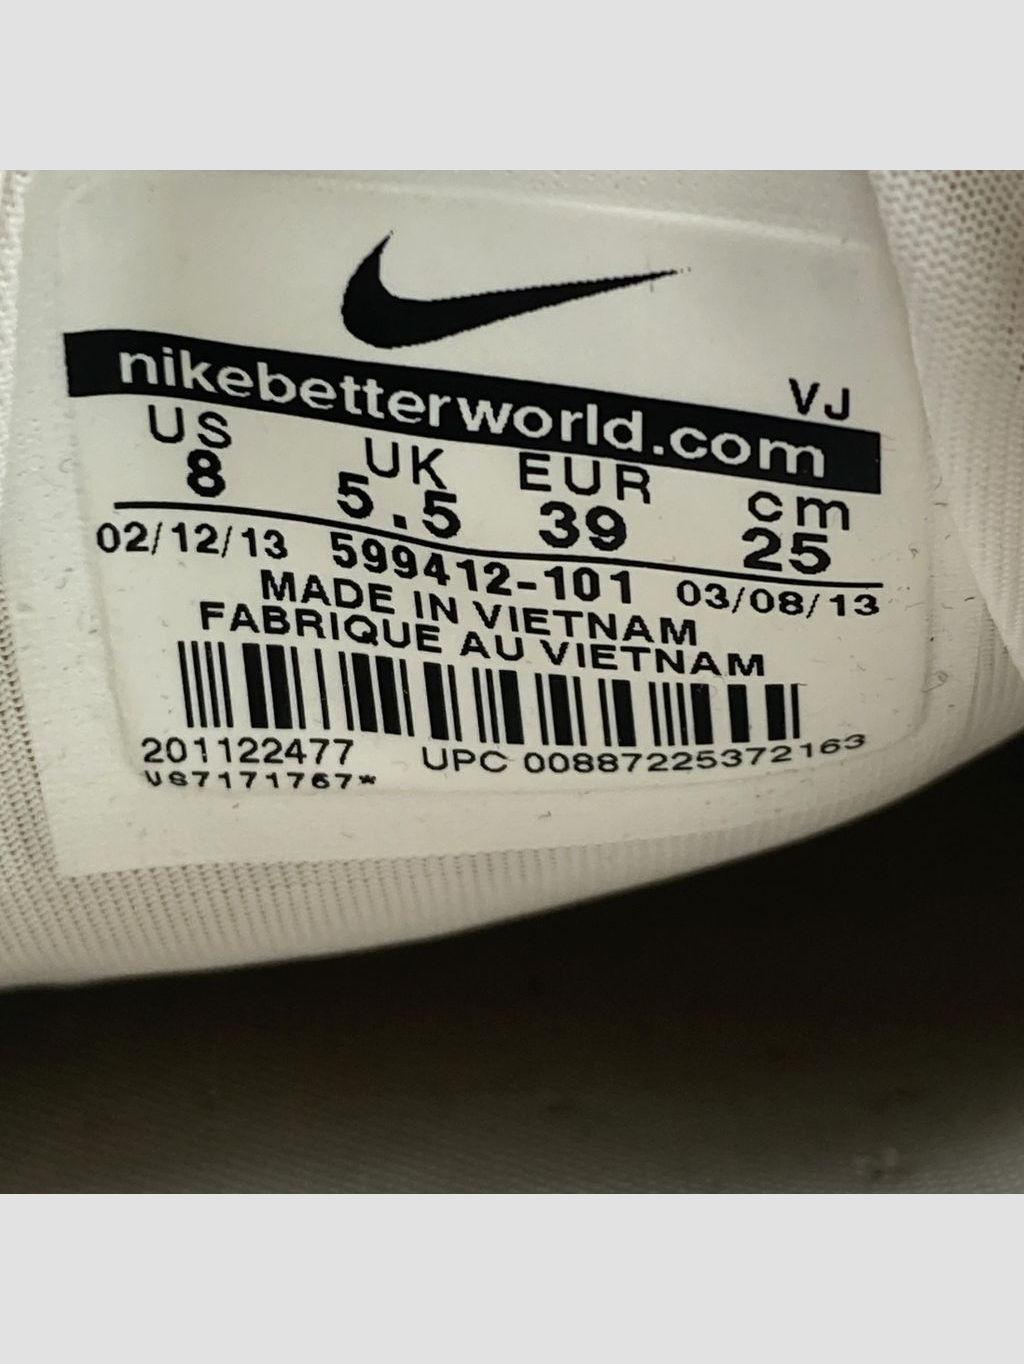 VJ
nikebetterworld.com
US UK EUR cm
8 5.5 39 25
02/12/13 599412-101 03/08/13
MADE IN VIETNAM
FABRIQUE AU VIETNAM
201122477 UPC 00887225372163
VS7171767*